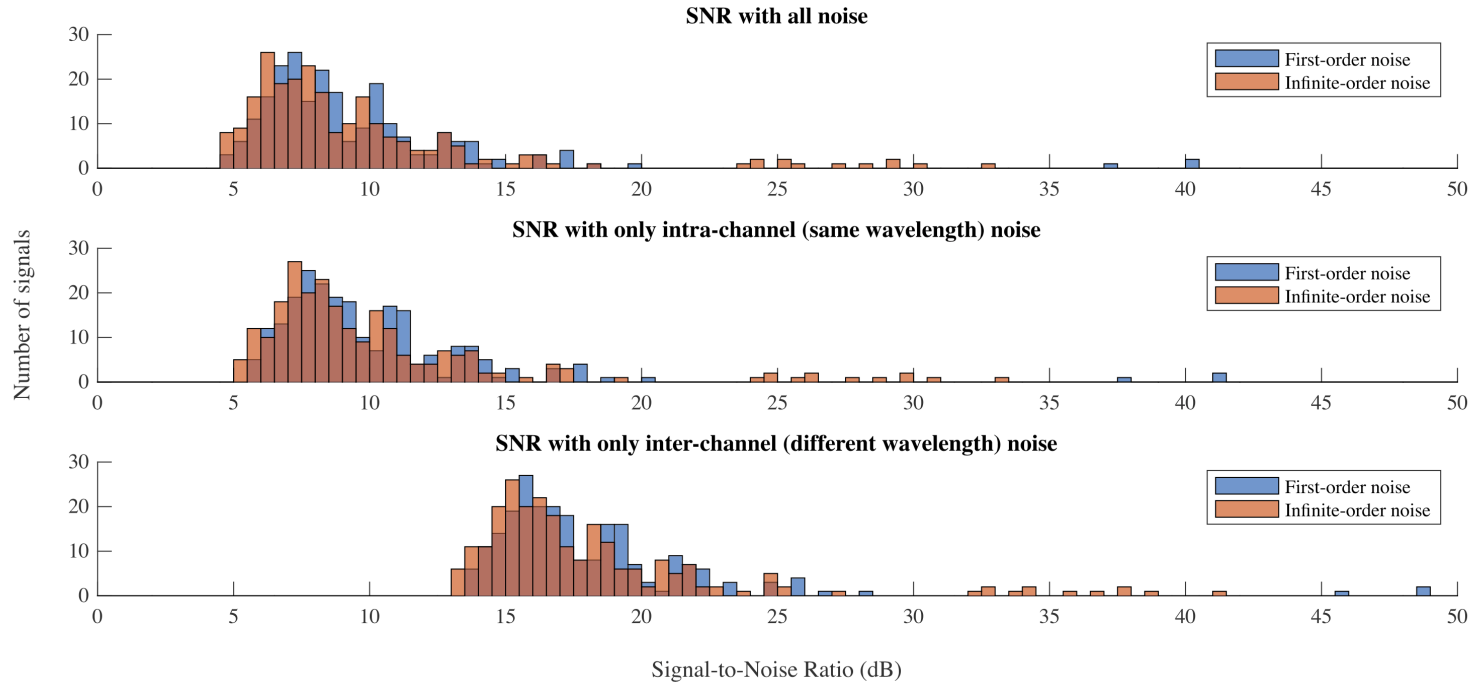 SNR with all noise
30
20
10
0
First-order noise
Infinite-order noise
0 5 10 15 20 25 30 35 40 45 50
SNR with only intra-channel (same wavelength) noise
Number of signals
30
20
10
0
First-order noise
Infinite-order noise
0 5 10 15 20 25 30 35 40 45 50
SNR with only inter-channel (different wavelength) noise
30
20
10
0
First-order noise
Infinite-order noise
0 5 10 15 20 25 30 35 40 45 50
Signal-to-Noise Ratio (dB)